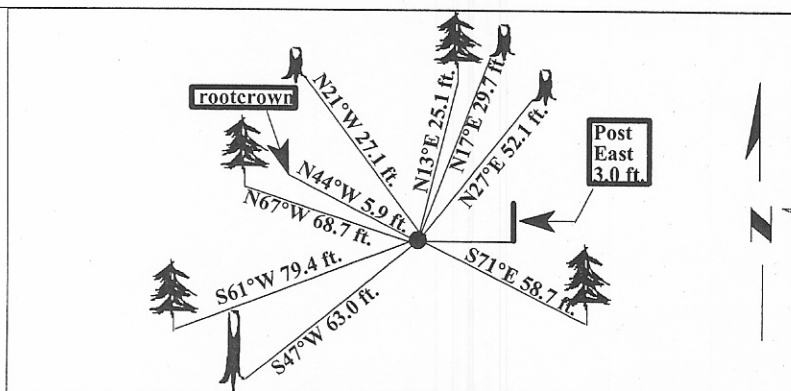 N21°W 27.1 ft.
N13°E 25.1 ft.
N17°E 29.7 ft.
N27°E 52.1 ft.
rootcrown
Post
East
3.0 ft.
N44°W 5.9 ft.
N67°W 68.7 ft.
N
S61°W 79.4 ft.
S47°W 63.0 ft.
S71°E 58.7 ft.